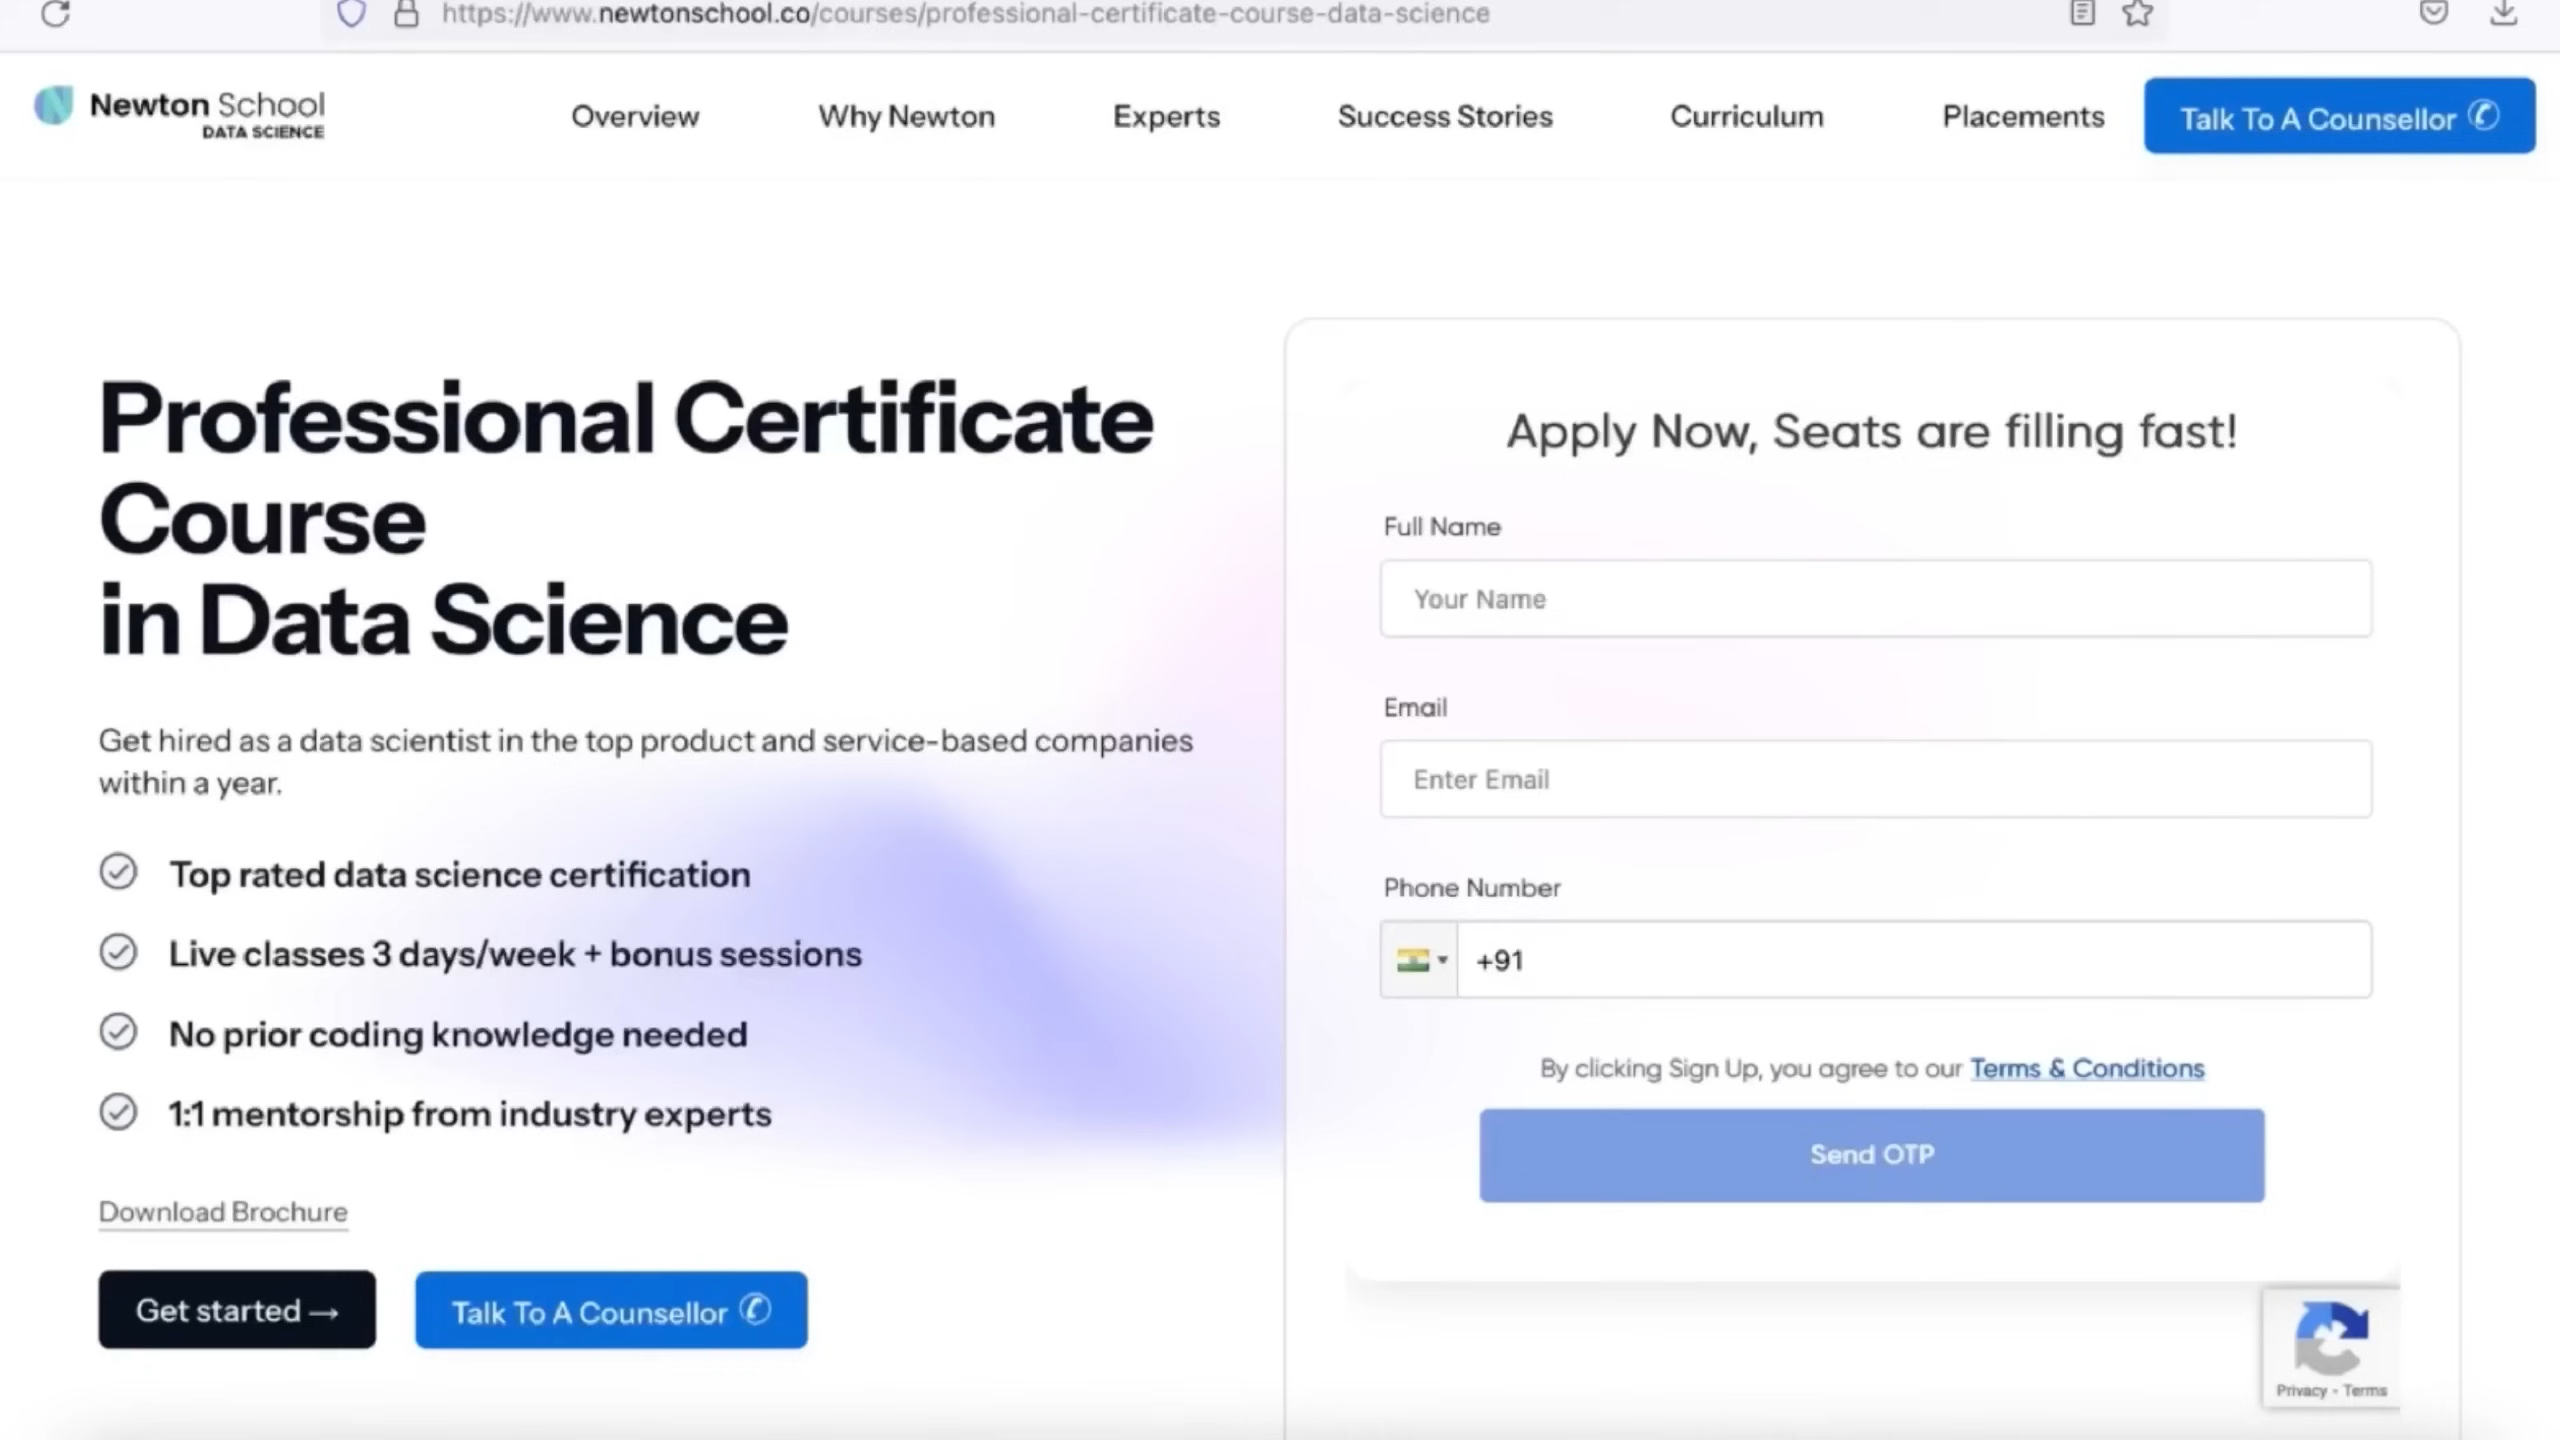 https://www.newtonschool.co/courses/professional-certificate-course-data-science
Newton School
DATA SCIENCE
Overview
Why Newton
Experts
Success Stories
Curriculum
Placements
Talk To A Counsellor
Professional Certificate
Course
in Data Science
Get hired as a data scientist in the top product and service-based companies
within a year.
Top rated data science certification
Live classes 3 days/week + bonus sessions
No prior coding knowledge needed
1:1 mentorship from industry experts
Download Brochure
Get started →
Talk To A Counsellor
Apply Now, Seats are filling fast!
Full Name
Your Name
Email
Enter Email
Phone Number
+91
By clicking Sign Up, you agree to our Terms & Conditions
Send OTP
Privacy - Terms